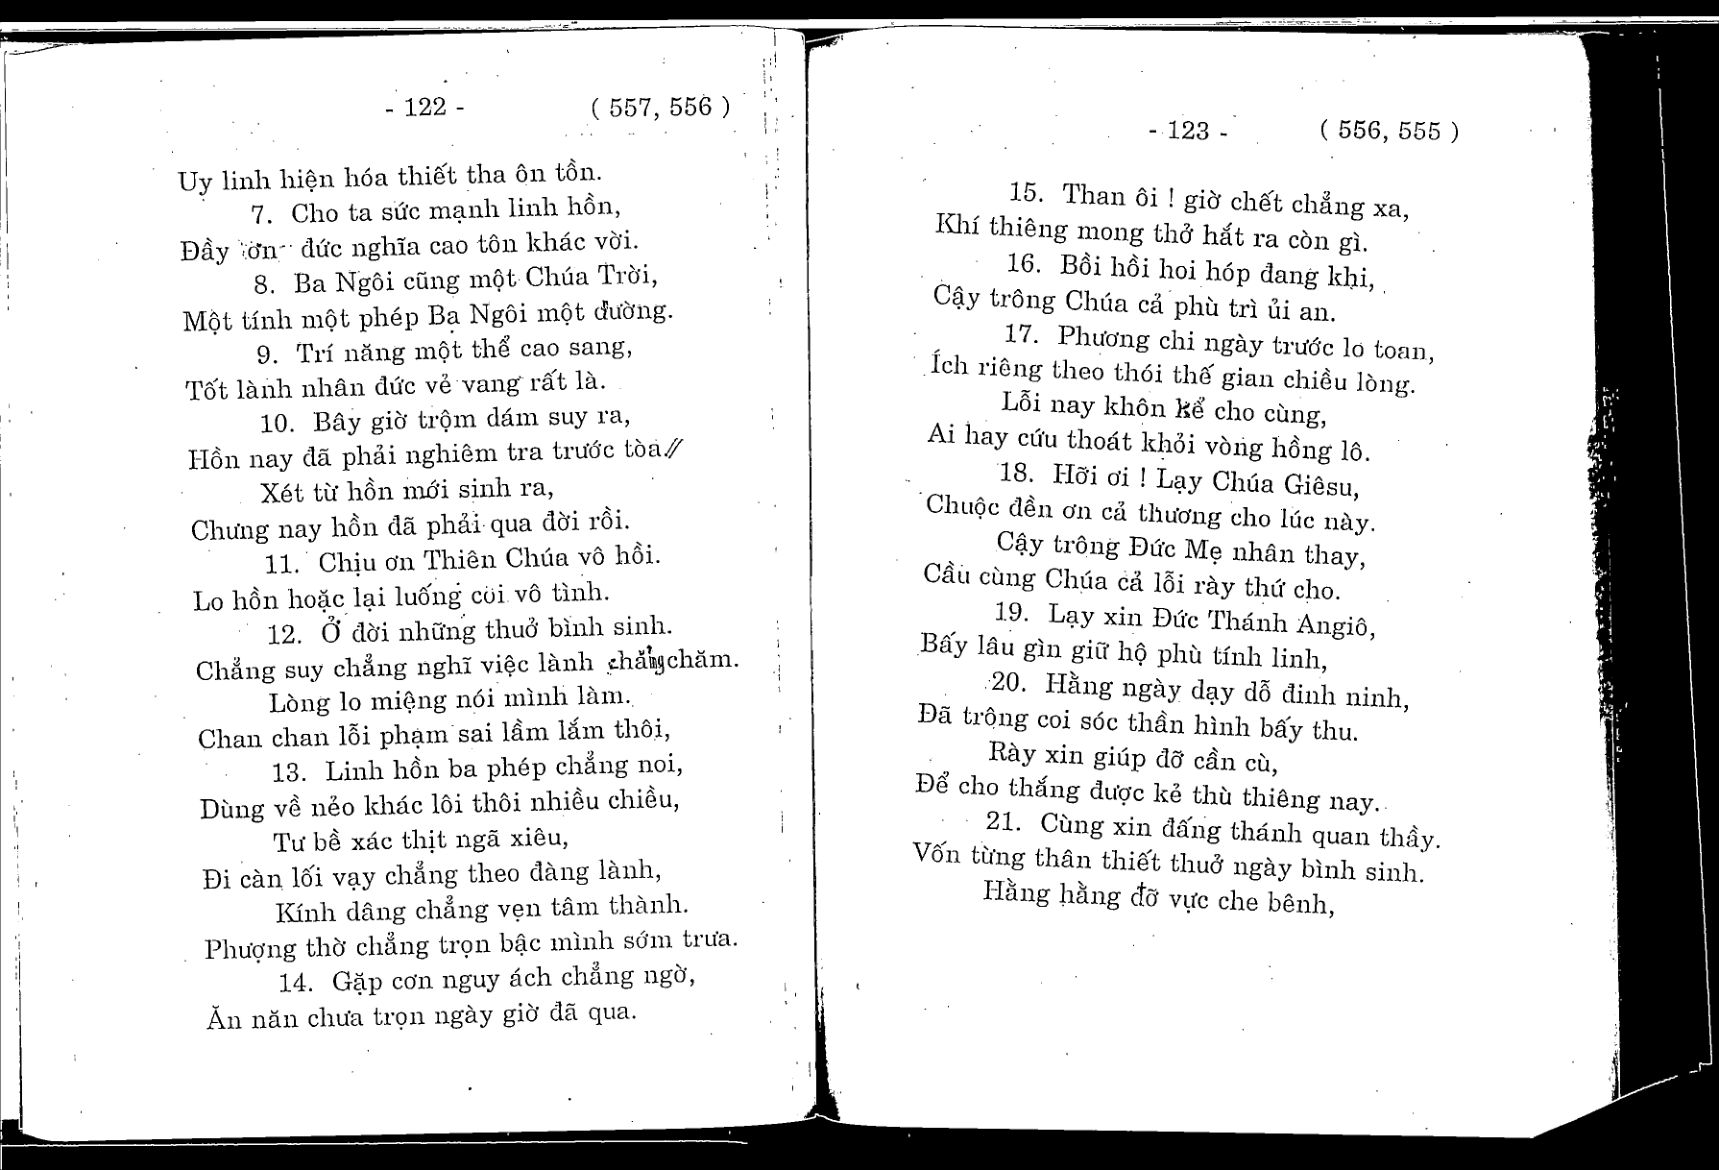 - 122 - ( 557, 556 )
Uy linh hiện hóa thiết tha ôn tồn.
7. Cho ta sức mạnh linh hồn,
Đầy ơn đức nghĩa cao tôn khác vời.
8. Ba Ngôi cũng một Chúa Trời,
Một tính một phép Ba Ngôi một đường.
9. Trí năng một thể cao sang,
Tốt lành nhân đức vẻ vang rất là.
10. Bây giờ trộm dám suy ra,
Hồn nay đã phải nghiêm tra trước tòa //
Xét từ hồn mới sinh ra,
Chưng nay hồn đã phải qua đời rồi.
11. Chịu ơn Thiên Chúa vô hồi.
Lo hồn hoặc lại luống coi vô tình.
12. Ở đời những thuở bình sinh.
Chẳng suy chẳng nghĩ việc lành chẳng chăm.
Lòng lo miệng nói mình làm.
Chan chan lỗi phạm sai lầm lắm thôi,
13. Linh hồn ba phép chẳng noi,
Dùng về nẻo khác lôi thôi nhiều chiều,
Tư bề xác thịt ngã xiêu,
Đi càn lối vạy chẳng theo đàng lành,
Kính dâng chẳng vẹn tâm thành.
Phượng thờ chẳng trọn bậc mình sớm trưa.
14. Gặp cơn nguy ách chẳng ngờ,
Ăn năn chưa trọn ngày giờ đã qua.
- 123 - ( 556, 555 )
15. Than ôi ! giờ chết chẳng xa,
Khí thiêng mong thở hắt ra còn gì.
16. Bồi hồi hoi hóp đang khi,
Cậy trông Chúa cả phù trì ủi an.
17. Phương chi ngày trước lo toan,
Ích riêng theo thói thế gian chiều lòng.
Lỗi nay khôn kể cho cùng,
Ai hay cứu thoát khỏi vòng hồng lô.
18. Hỡi ơi ! Lạy Chúa Giêsu,
Chuộc đền ơn cả thương cho lúc này.
Cậy trông Đức Mẹ nhân thay,
Cầu cùng Chúa cả lỗi rày thứ cho.
19. Lạy xin Đức Thánh Angiô,
Bấy lâu gìn giữ hộ phù tính linh,
20. Hằng ngày dạy dỗ đinh ninh,
Đã trông coi sóc thần hình bấy thu.
Rày xin giúp đỡ cần cù,
Để cho thắng được kẻ thù thiêng nay.
21. Cùng xin đấng thánh quan thầy.
Vốn từng thân thiết thuở ngày bình sinh.
Hằng hằng đỡ vực che bênh,